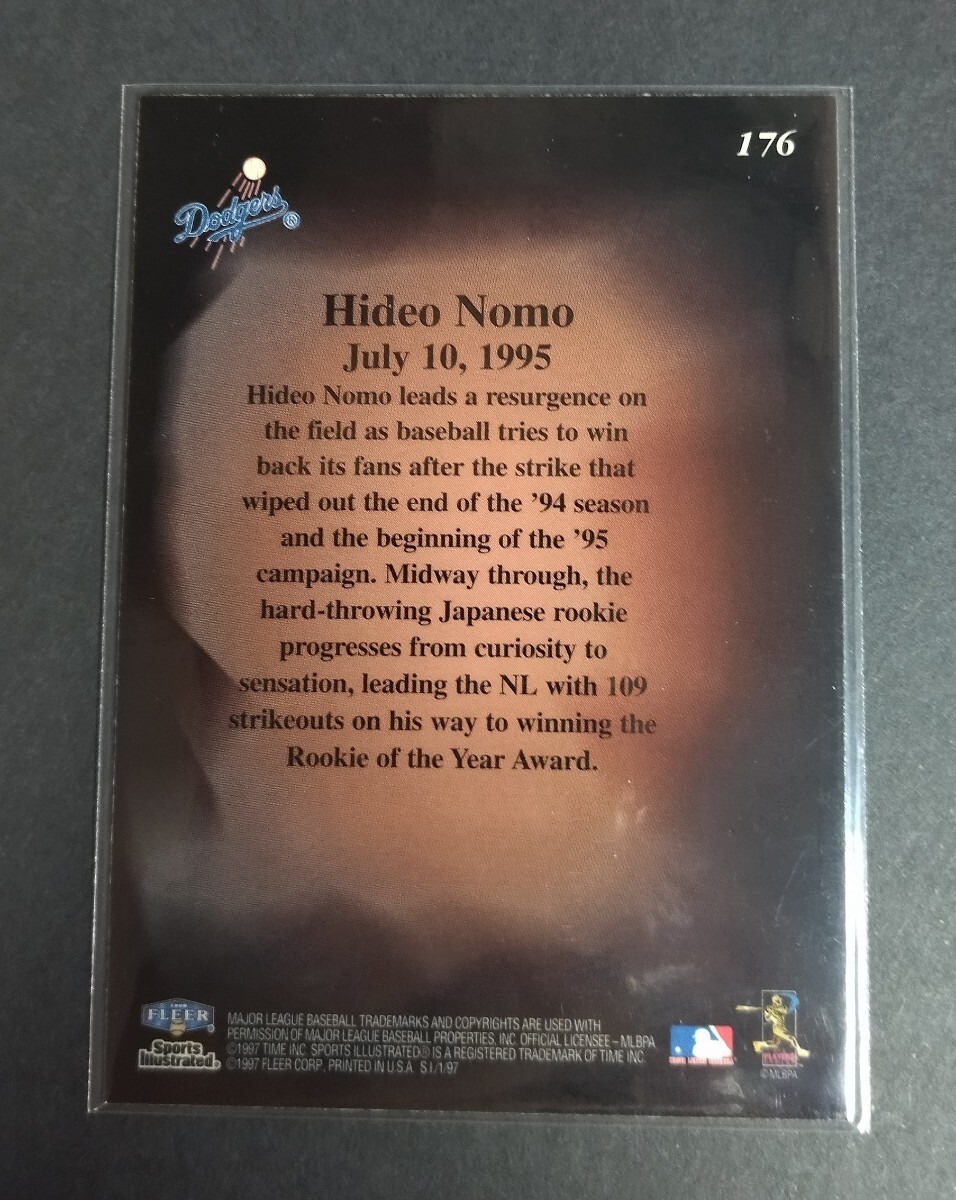 176
Dodgers ®
Hideo Nomo
July 10, 1995
Hideo Nomo leads a resurgence on
the field as baseball tries to win
back its fans after the strike that
wiped out the end of the ’94 season
and the beginning of the ’95
campaign. Midway through, the
hard-throwing Japanese rookie
progresses from curiosity to
sensation, leading the NL with 109
strikeouts on his way to winning the
Rookie of the Year Award.
FLEER
Sports
Illustrated®
MAJOR LEAGUE BASEBALL TRADEMARKS AND COPYRIGHTS ARE USED WITH
PERMISSION OF MAJOR LEAGUE BASEBALL PROPERTIES, INC. OFFICIAL LICENSEE – MLBPA
©1997 TIME INC. SPORTS ILLUSTRATED® IS A REGISTERED TRADEMARK OF TIME INC.
©1997 FLEER CORP., PRINTED IN U.S.A. S I /1/97
©MLBPA